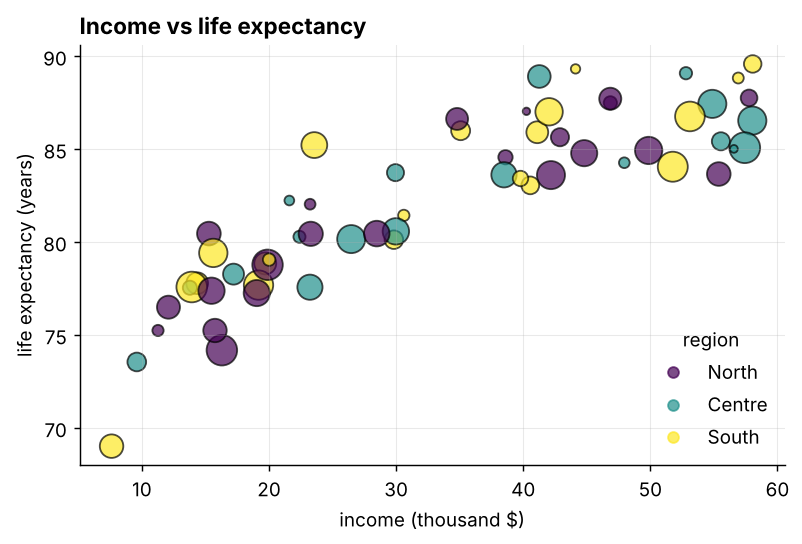 Income vs life expectancy
90
85
80
75
70
life expectancy (years)
10 20 30 40 50 60
income (thousand $)
region
North
Centre
South